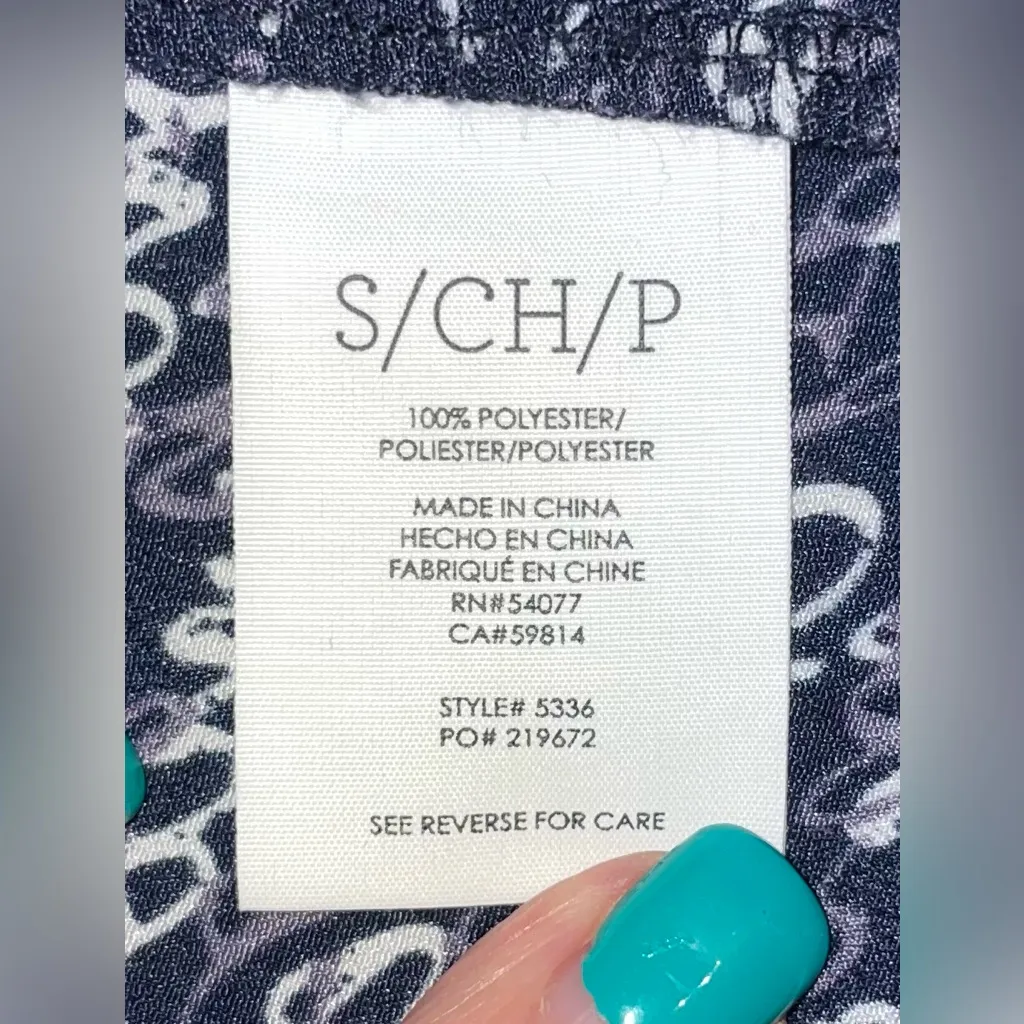 S/CH/P
100% POLYESTER/
POLIESTER/POLYESTER
MADE IN CHINA
HECHO EN CHINA
FABRIQUÉ EN CHINE
RN#54077
CA#59814
STYLE# 5336
PO# 219672
SEE REVERSE FOR CARE